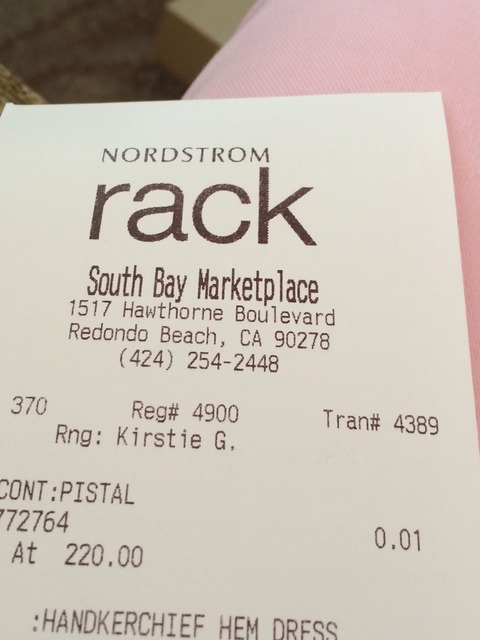 NORDSTROM
rack
South Bay Marketplace
1517 Hawthorne Boulevard
Redondo Beach, CA 90278
(424) 254-2448
370 Reg# 4900 Tran# 4389
Rng: Kirstie G.
CONT:PISTAL
772764 0.01
At 220.00
:HANDKERCHIEF HEM DRESS